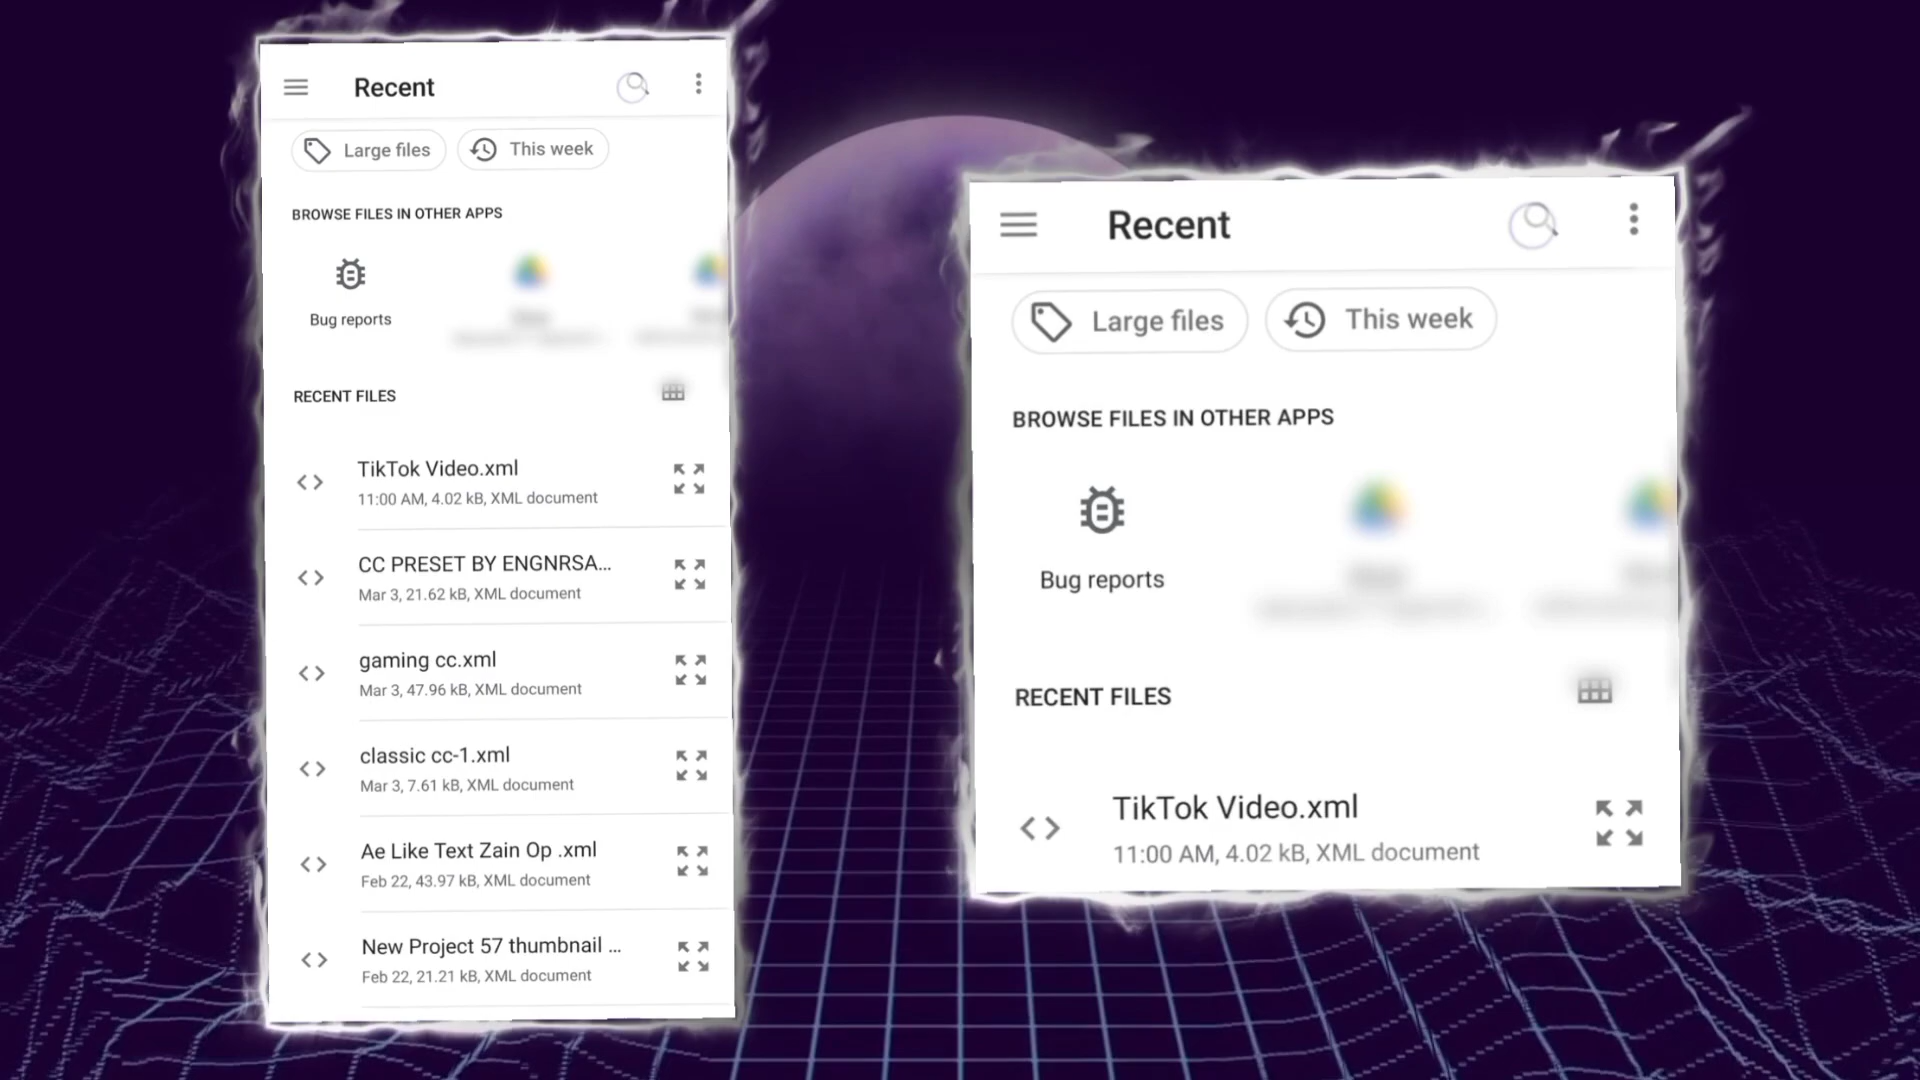 Recent
Large files
This week
BROWSE FILES IN OTHER APPS
Bug reports
RECENT FILES
TikTok Video.xml
11:00 AM, 4.02 kB, XML document
CC PRESET BY ENGNRSA...
Mar 3, 21.62 kB, XML document
gaming cc.xml
Mar 3, 47.96 kB, XML document
classic cc-1.xml
Mar 3, 7.61 kB, XML document
Ae Like Text Zain Op .xml
Feb 22, 43.97 kB, XML document
New Project 57 thumbnail ...
Feb 22, 21.21 kB, XML document
Recent
Large files
This week
BROWSE FILES IN OTHER APPS
Bug reports
RECENT FILES
TikTok Video.xml
11:00 AM, 4.02 kB, XML document